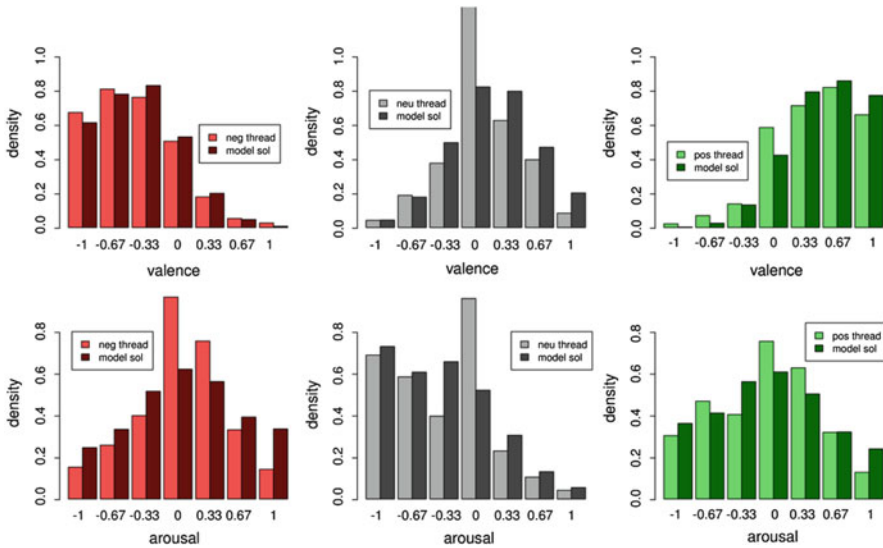 density
0.0 0.2 0.4 0.6 0.8 1.0
neg thread
model sol
-1 -0.67 -0.33 0 0.33 0.67 1
valence
density
0.0 0.2 0.4 0.6 0.8 1.0
neu thread
model sol
-1 -0.67 -0.33 0 0.33 0.67 1
valence
density
0.0 0.2 0.4 0.6 0.8 1.0
pos thread
model sol
-1 -0.67 -0.33 0 0.33 0.67 1
valence
density
0.0 0.2 0.4 0.6 0.8
neg thread
model sol
-1 -0.67 -0.33 0 0.33 0.67 1
arousal
density
0.0 0.2 0.4 0.6 0.8
neu thread
model sol
-1 -0.67 -0.33 0 0.33 0.67 1
arousal
density
0.0 0.2 0.4 0.6 0.8
pos thread
model sol
-1 -0.67 -0.33 0 0.33 0.67 1
arousal